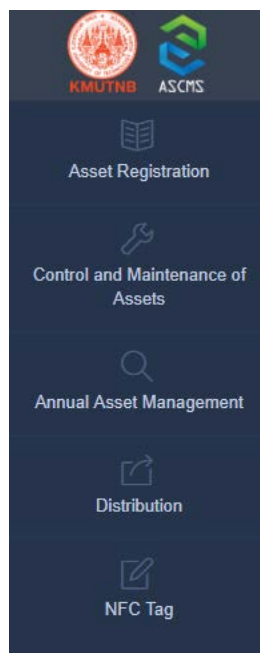 KMUTNB ASCMS
Asset Registration
Control and Maintenance of
Assets
Annual Asset Management
Distribution
NFC Tag